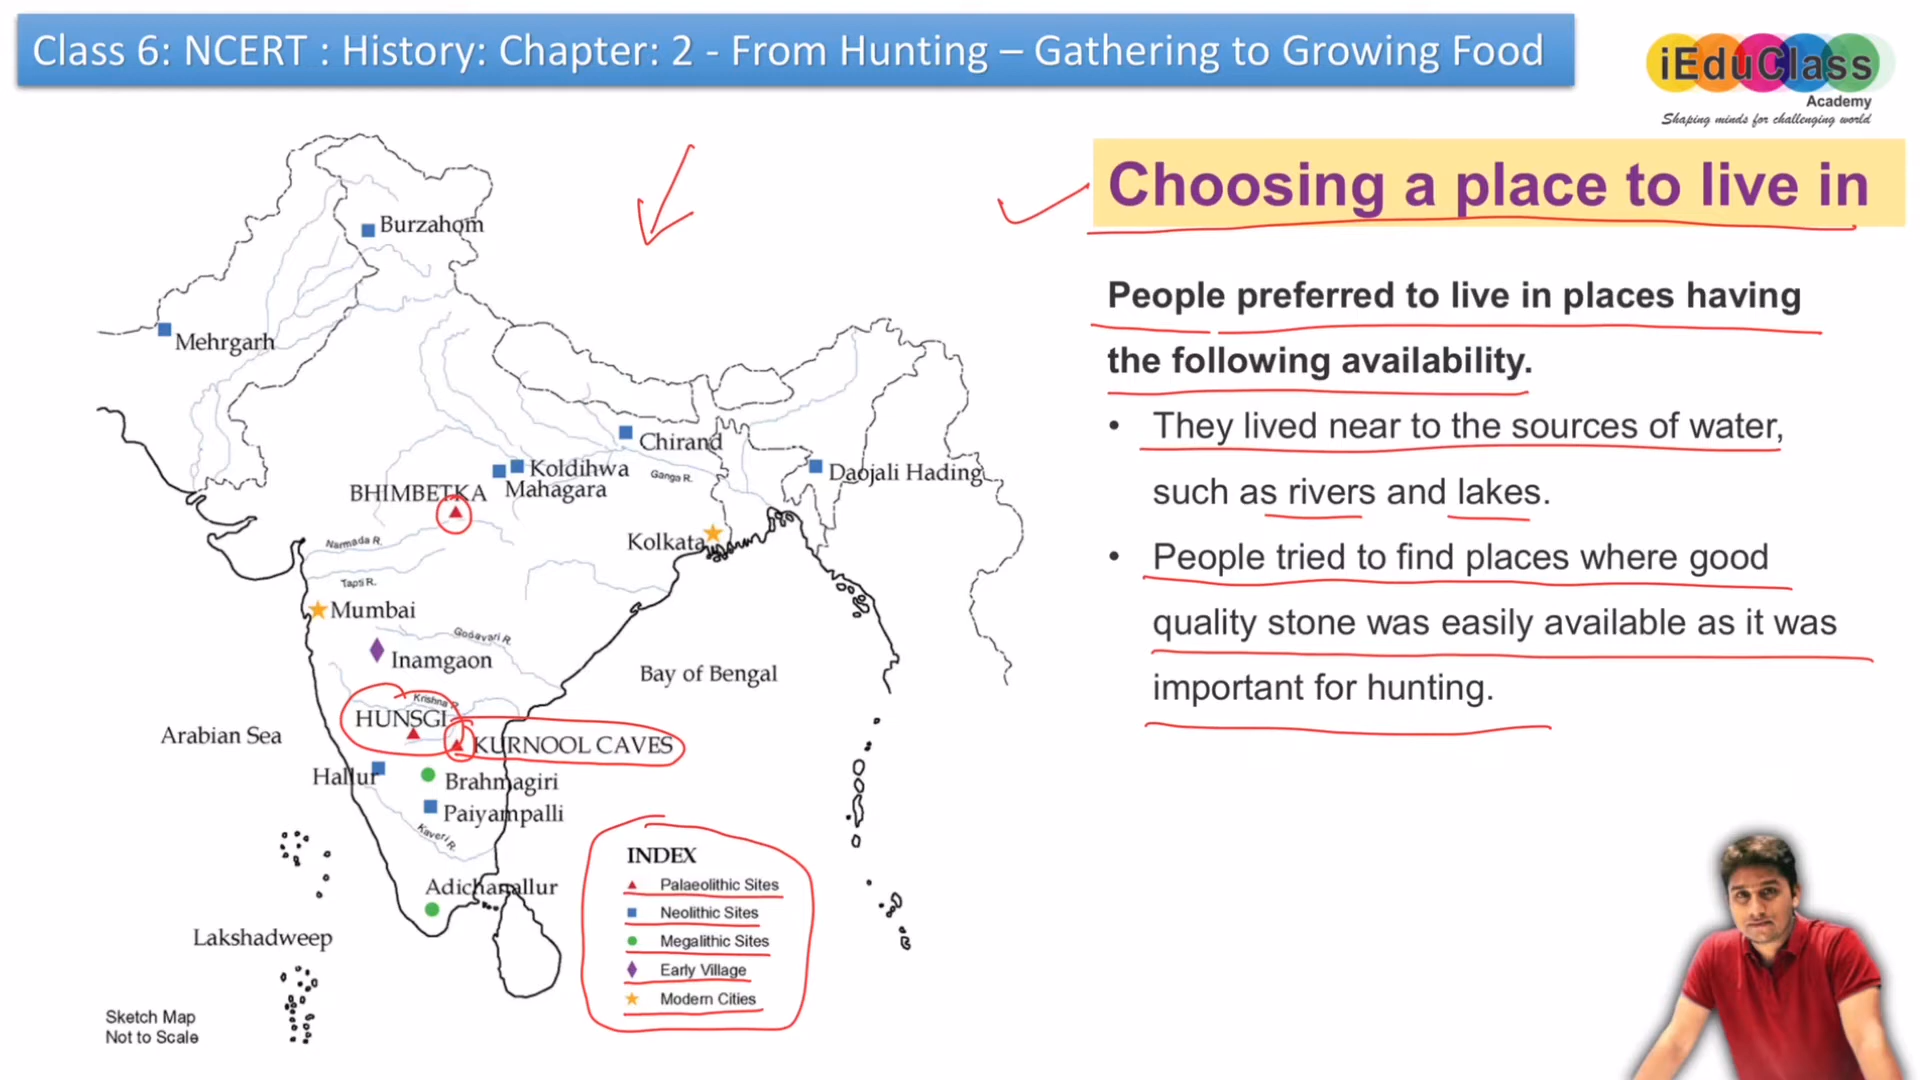 Class 6: NCERT : History: Chapter: 2 - From Hunting – Gathering to Growing Food
iEduClass
Academy
Shaping minds for challenging world
Choosing a place to live in
People preferred to live in places having
the following availability.
• They lived near to the sources of water,
such as rivers and lakes.
• People tried to find places where good
quality stone was easily available as it was
important for hunting.
Burzahom
Mehrgarh
Chirand
Koldihwa
Mahagara
Ganga R.
Daojali Hading
BHIMBETKA
Kolkata
Narmada R.
Tapti R.
Mumbai
Godavari R.
Inamgaon
Bay of Bengal
Krishna R.
HUNSGI
Arabian Sea
KURNOOL CAVES
Hallur
Brahmagiri
Paiyampalli
Kaveri R.
Adichanallur
Lakshadweep
INDEX
Palaeolithic Sites
Neolithic Sites
Megalithic Sites
Early Village
Modern Cities
Sketch Map
Not to Scale